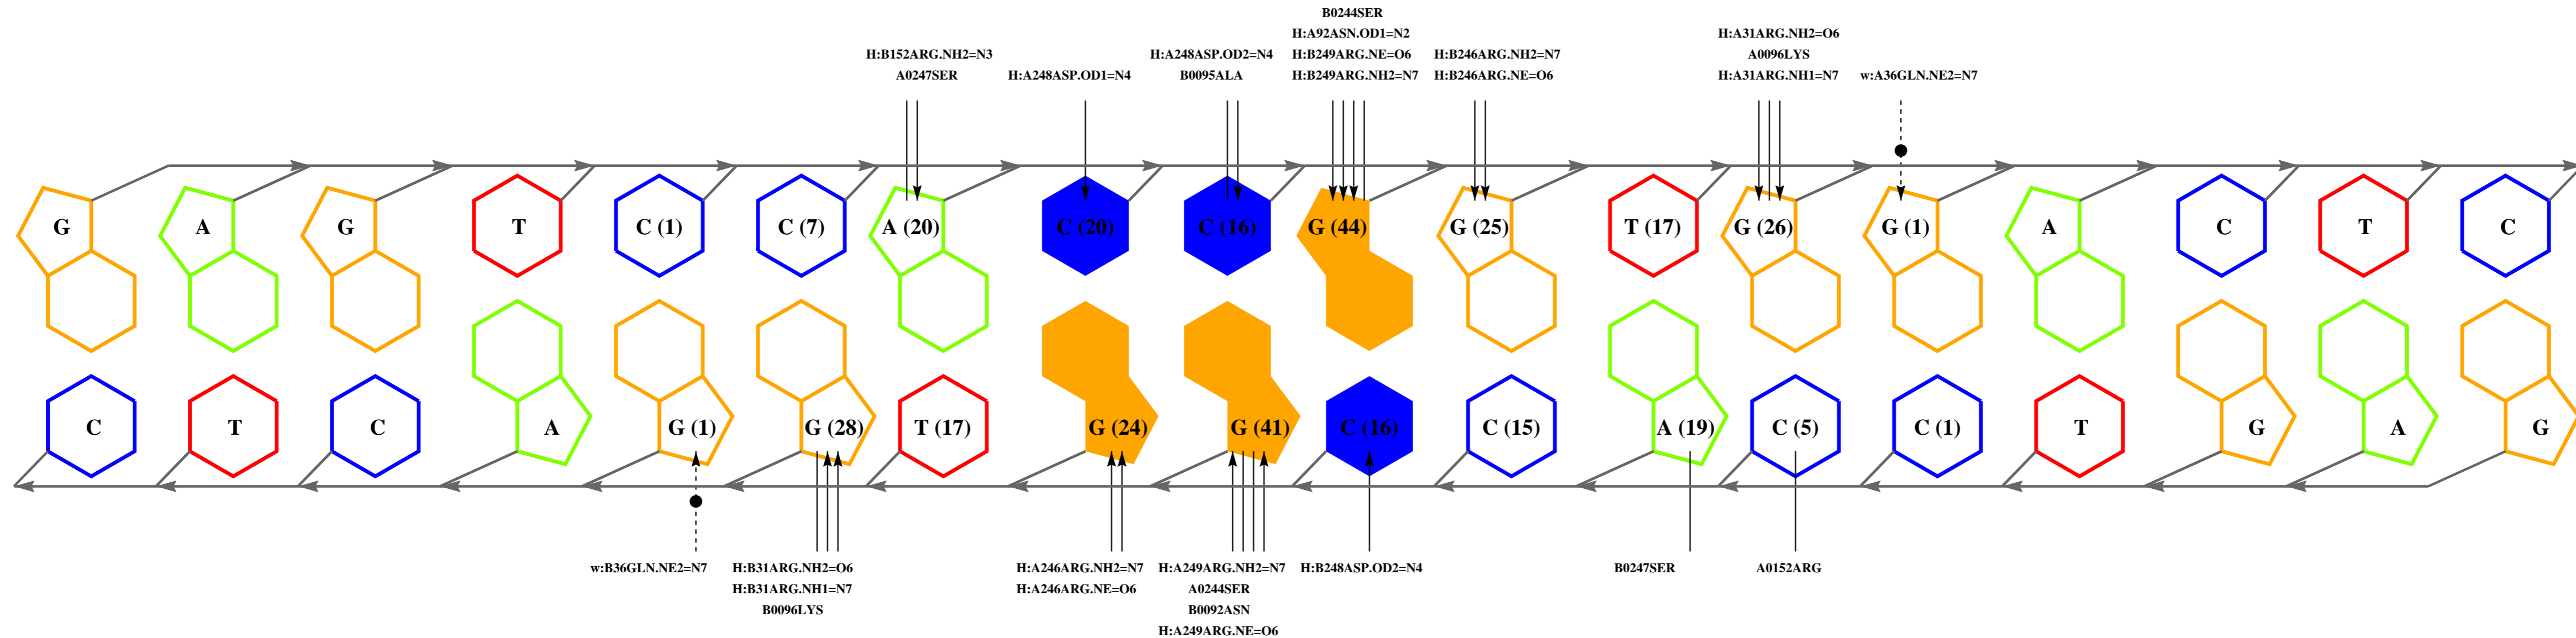 B0244SER
H:A92ASN.OD1=N2
H:A31ARG.NH2=O6
H:B152ARG.NH2=N3
H:A248ASP.OD2=N4
H:B249ARG.NE=O6
H:B246ARG.NH2=N7
A0096LYS
A0247SER
H:A248ASP.OD1=N4
B0095ALA
H:B249ARG.NH2=N7
H:B246ARG.NE=O6
H:A31ARG.NH1=N7
w:A36GLN.NE2=N7
G A G T C (1) C (7) A (20) C (20) C (16) G (44) G (25) T (17) G (26) G (1) A C T C
C T C A G (1) G (28) T (17) G (24) G (41) C (16) C (15) A (19) C (5) C (1) T G A G
w:B36GLN.NE2=N7
H:B31ARG.NH2=O6
H:A246ARG.NH2=N7
H:A249ARG.NH2=N7
H:B248ASP.OD2=N4
B0247SER
A0152ARG
H:B31ARG.NH1=N7
H:A246ARG.NE=O6
A0244SER
B0096LYS
B0092ASN
H:A249ARG.NE=O6